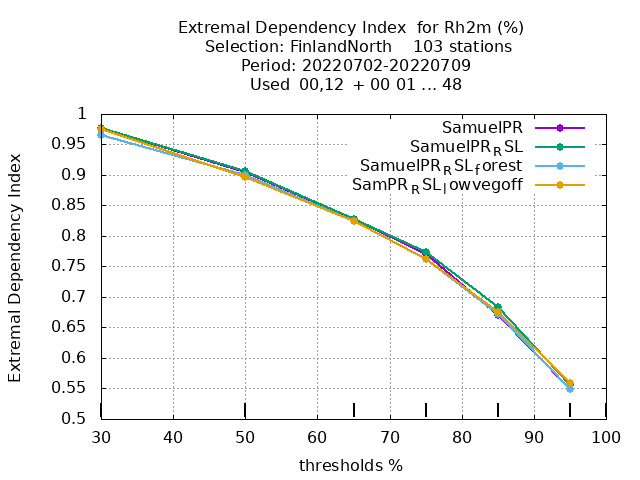 Extremal Dependency Index  for Rh2m (%)
Selection: FinlandNorth    103 stations
Period: 20220702-20220709
Used  00,12  + 00 01 ... 48
SamuelPR
SamuelPR_RSL
SamuelPR_RSL_forest
SamPR_RSL_lowvegoff
Extremal Dependency Index
1
0.95
0.9
0.85
0.8
0.75
0.7
0.65
0.6
0.55
0.5
30 40 50 60 70 80 90 100
thresholds %